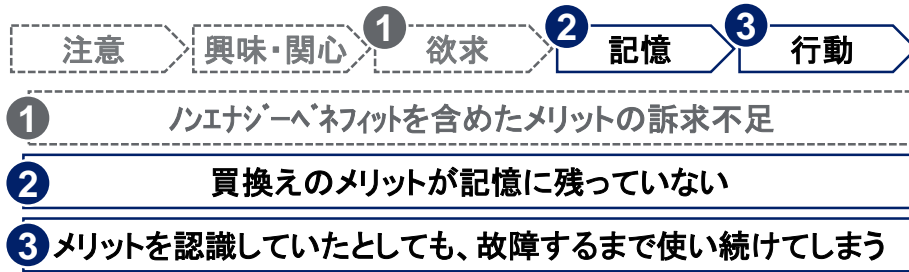 注意 興味・関心 1 欲求 2 記憶 3 行動
1 ﾉﾝｴﾅｼﾞｰﾍﾞﾈﾌｨｯﾄを含めたメリットの訴求不足
2 買換えのメリットが記憶に残っていない
3 メリットを認識していたとしても、故障するまで使い続けてしまう